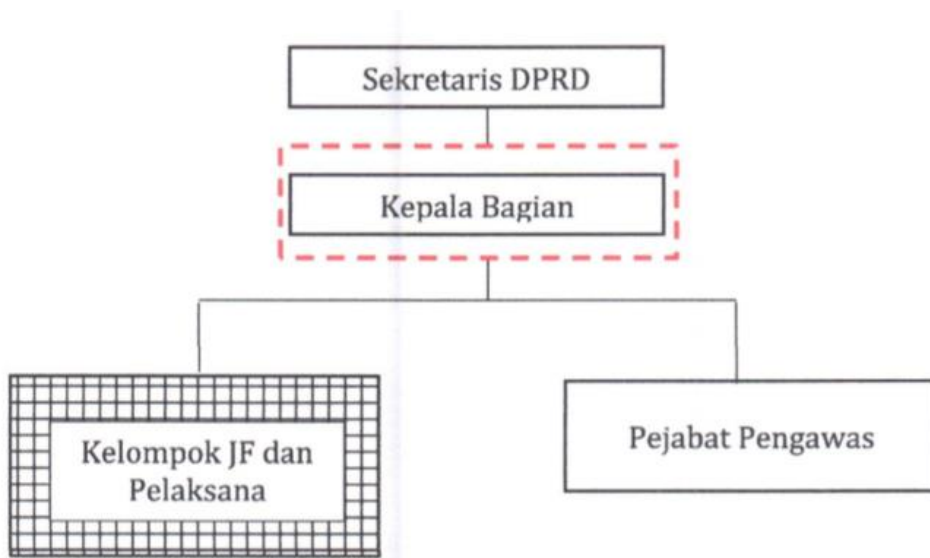 Sekretaris DPRD
Kepala Bagian
Kelompok JF dan
Pelaksana
Pejabat Pengawas